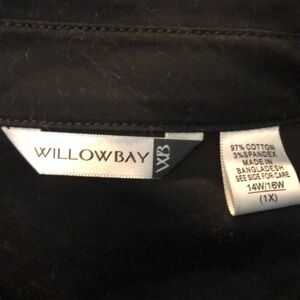 WILLOWBAY WB
97% COTTON
3%SPANDEX
MADE IN
BANGLADESH
SEE SIDE FOR CARE
14W/16W
(1X)